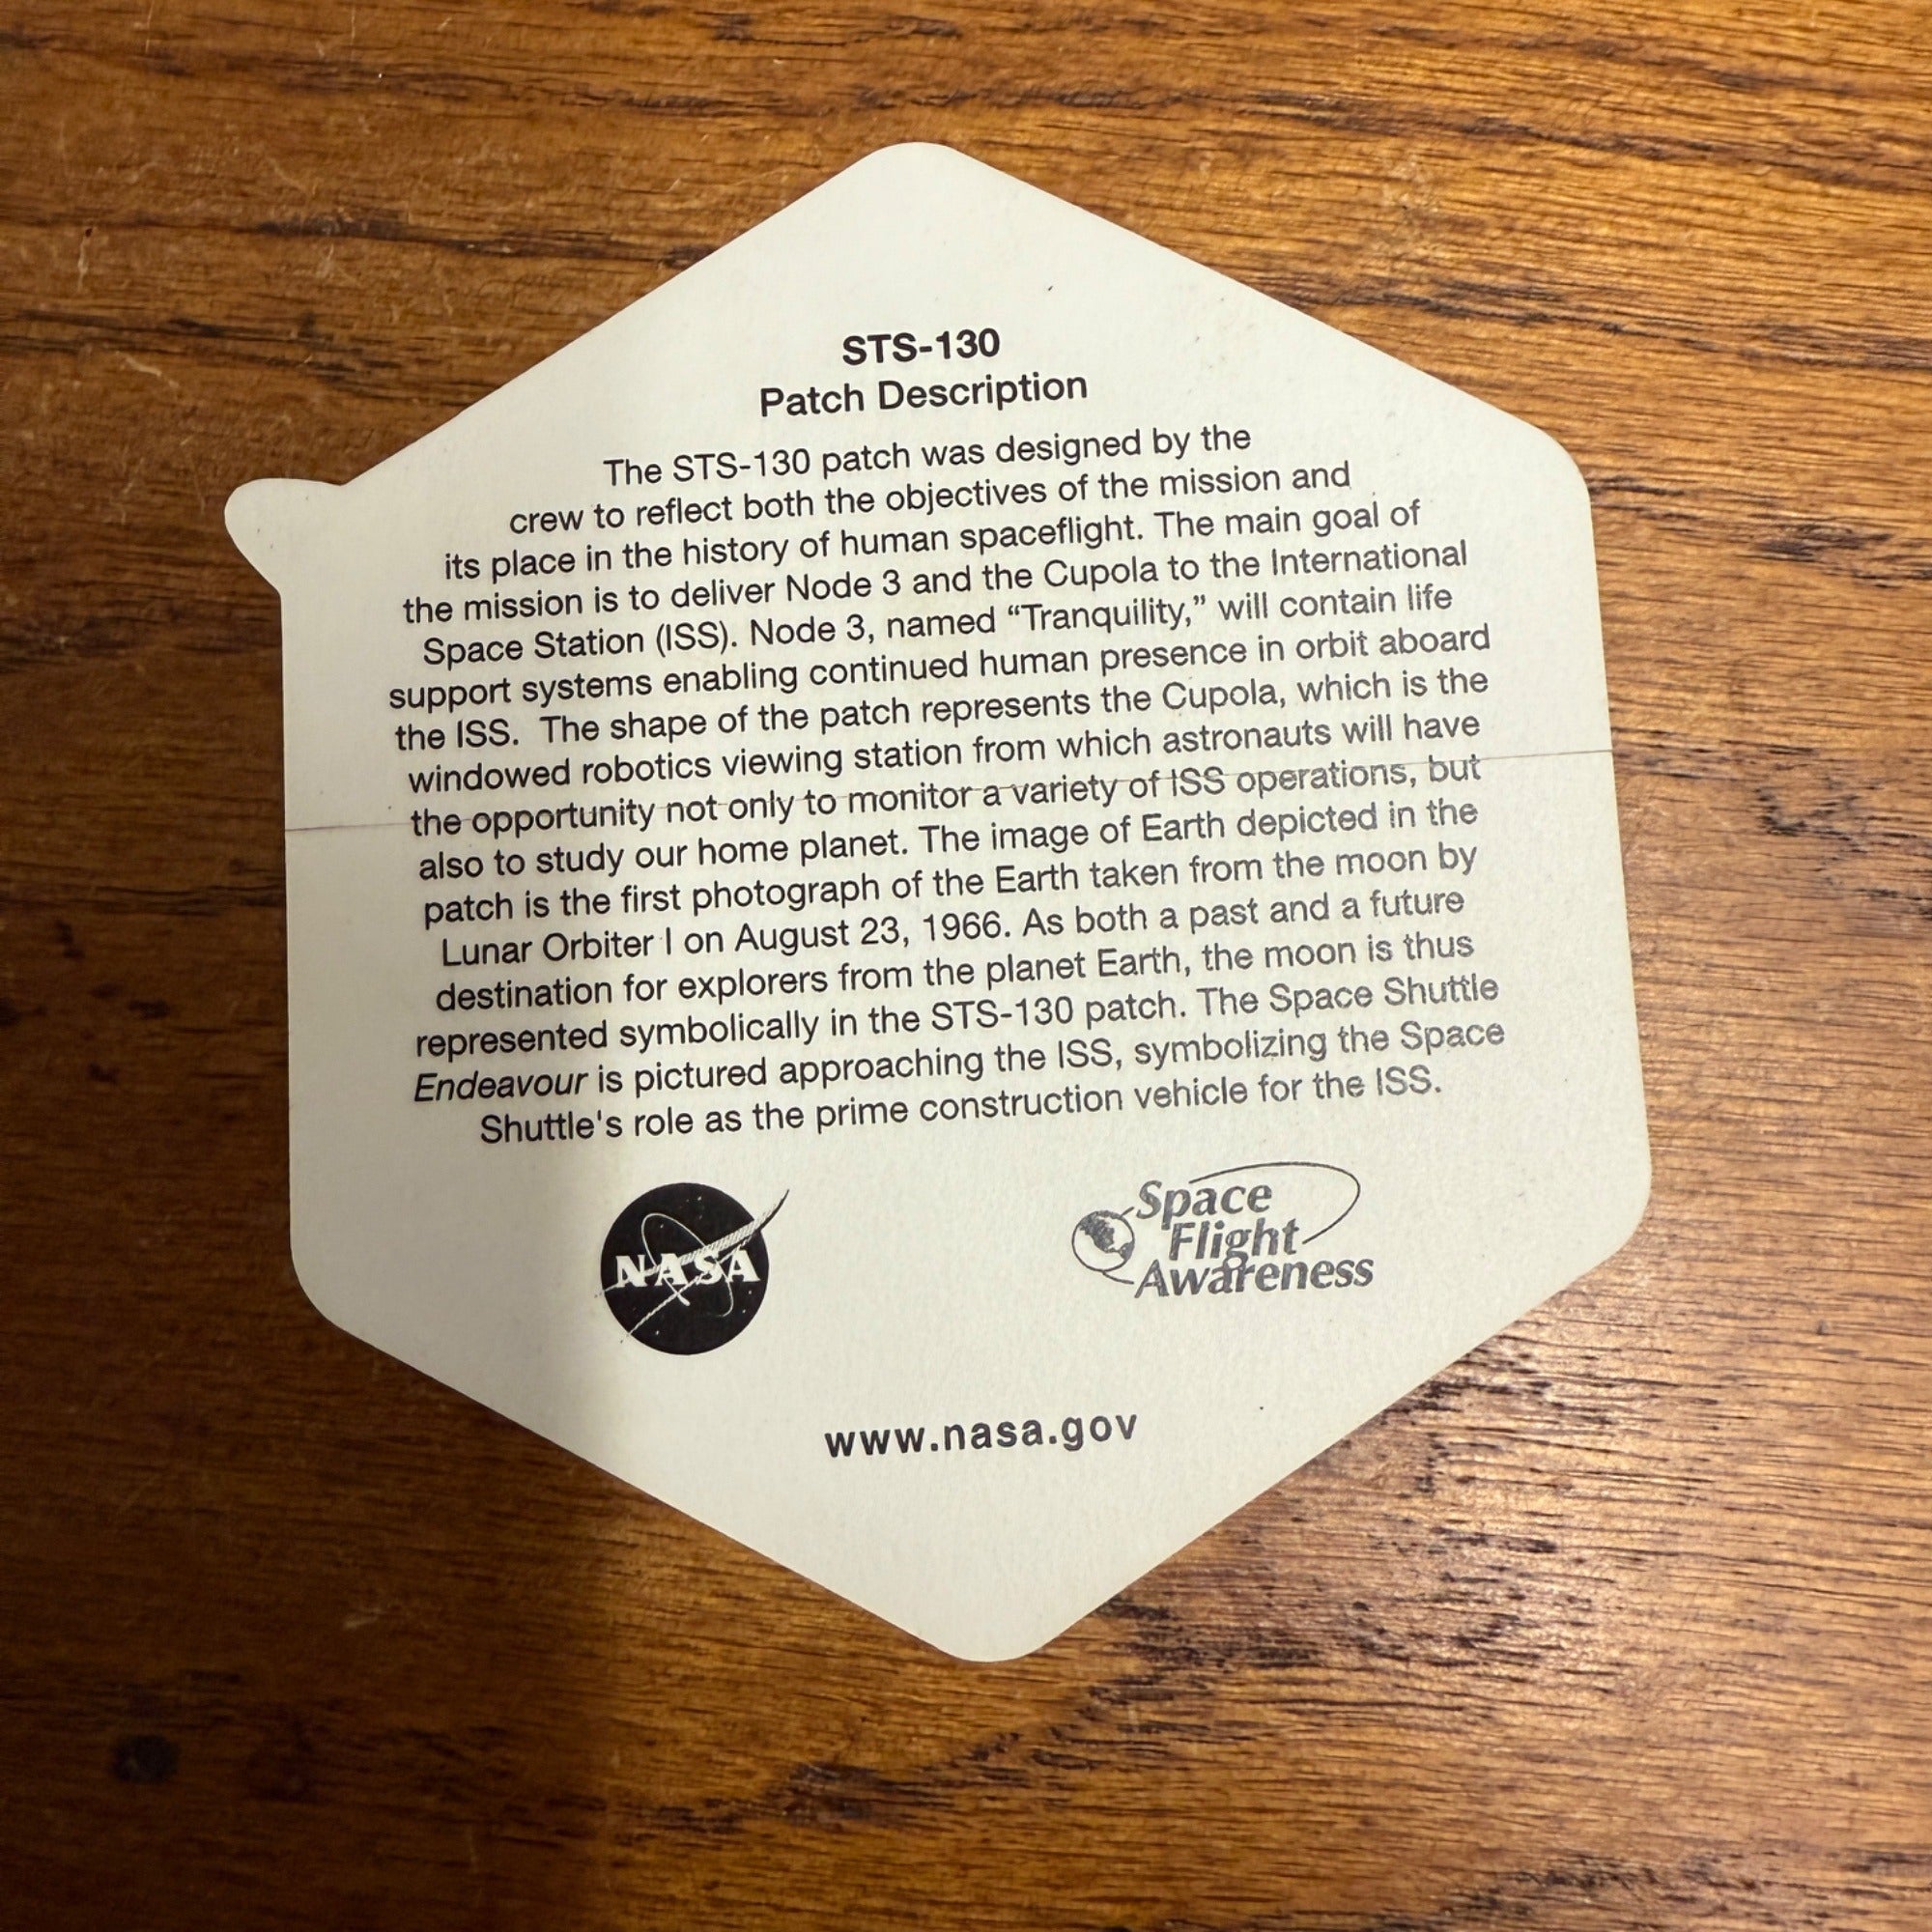 STS-130
Patch Description
The STS-130 patch was designed by the
crew to reflect both the objectives of the mission and
its place in the history of human spaceflight. The main goal of
the mission is to deliver Node 3 and the Cupola to the International
Space Station (ISS). Node 3, named “Tranquility,” will contain life
support systems enabling continued human presence in orbit aboard
the ISS.  The shape of the patch represents the Cupola, which is the
windowed robotics viewing station from which astronauts will have
the opportunity not only to monitor a variety of ISS operations, but
also to study our home planet. The image of Earth depicted in the
patch is the first photograph of the Earth taken from the moon by
Lunar Orbiter I on August 23, 1966. As both a past and a future
destination for explorers from the planet Earth, the moon is thus
represented symbolically in the STS-130 patch. The Space Shuttle
Endeavour is pictured approaching the ISS, symbolizing the Space
Shuttle's role as the prime construction vehicle for the ISS.
NASA
Space
Flight
Awareness
www.nasa.gov